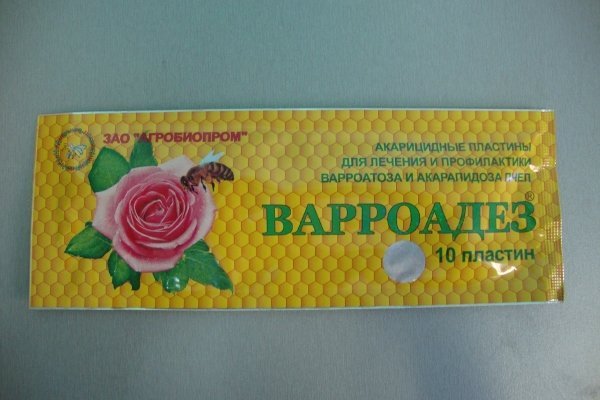 ЗАО "АГРОБИОПРОМ"
АКАРИЦИДНЫЕ ПЛАСТИНЫ
ДЛЯ ЛЕЧЕНИЯ И ПРОФИЛАКТИКИ
ВАРРОАТОЗА И АКАРАПИДОЗА ПЧЕЛ
ВАРРОАДЕЗ®
10 пластин